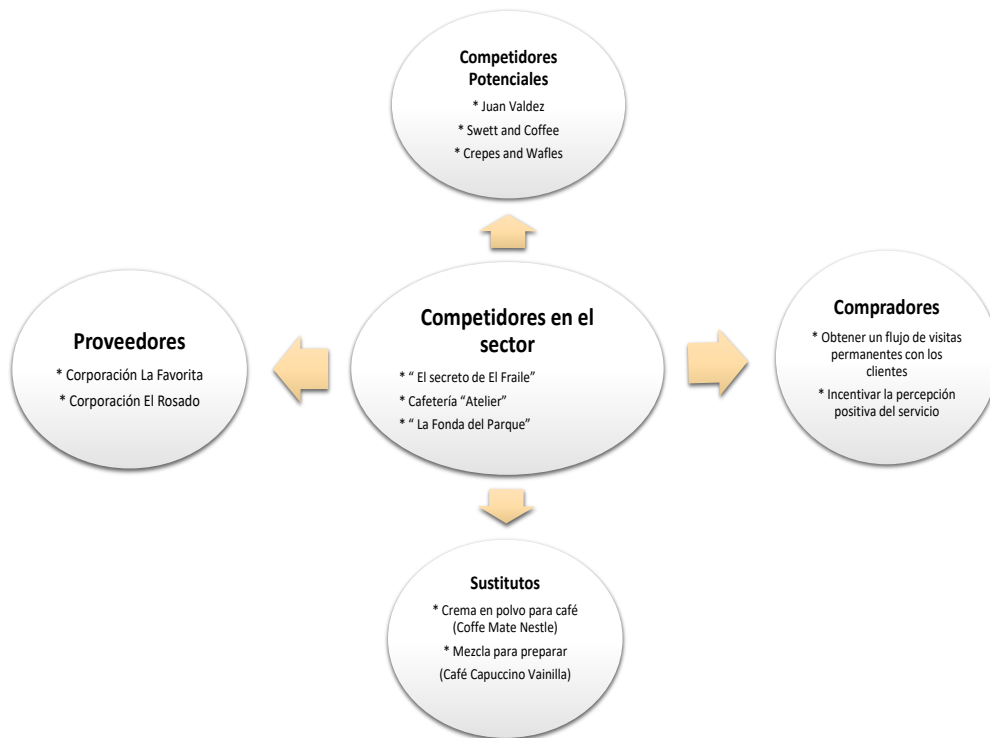 Competidores
Potenciales
* Juan Valdez
* Swett and Coffee
* Crepes and Wafles
Proveedores
* Corporación La Favorita
* Corporación El Rosado
Competidores en el
sector
* “ El secreto de El Fraile”
* Cafetería “Atelier”
* “ La Fonda del Parque”
Compradores
* Obtener un flujo de visitas
permanentes con los
clientes
* Incentivar la percepción
positiva del servicio
Sustitutos
* Crema en polvo para café
(Coffe Mate Nestle)
* Mezcla para preparar
(Café Capuccino Vainilla)